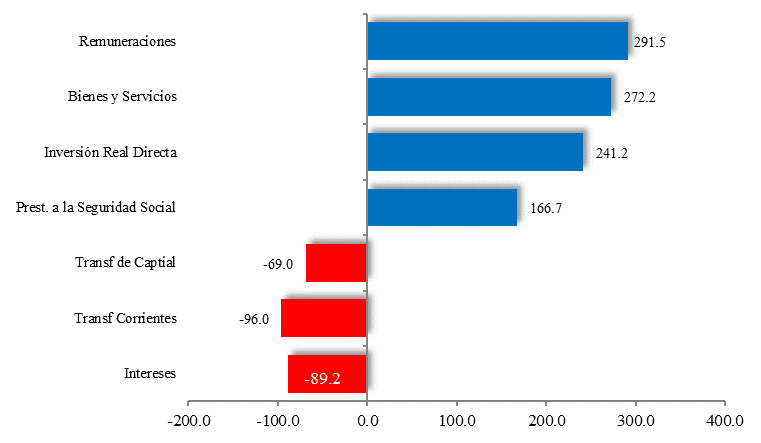 Remuneraciones
291.5
Bienes y Servicios
272.2
Inversión Real Directa
241.2
Prest. a la Seguridad Social
166.7
Transf de Captial
-69.0
Transf Corrientes
-96.0
Intereses
-89.2
-200.0 -100.0 0.0 100.0 200.0 300.0 400.0